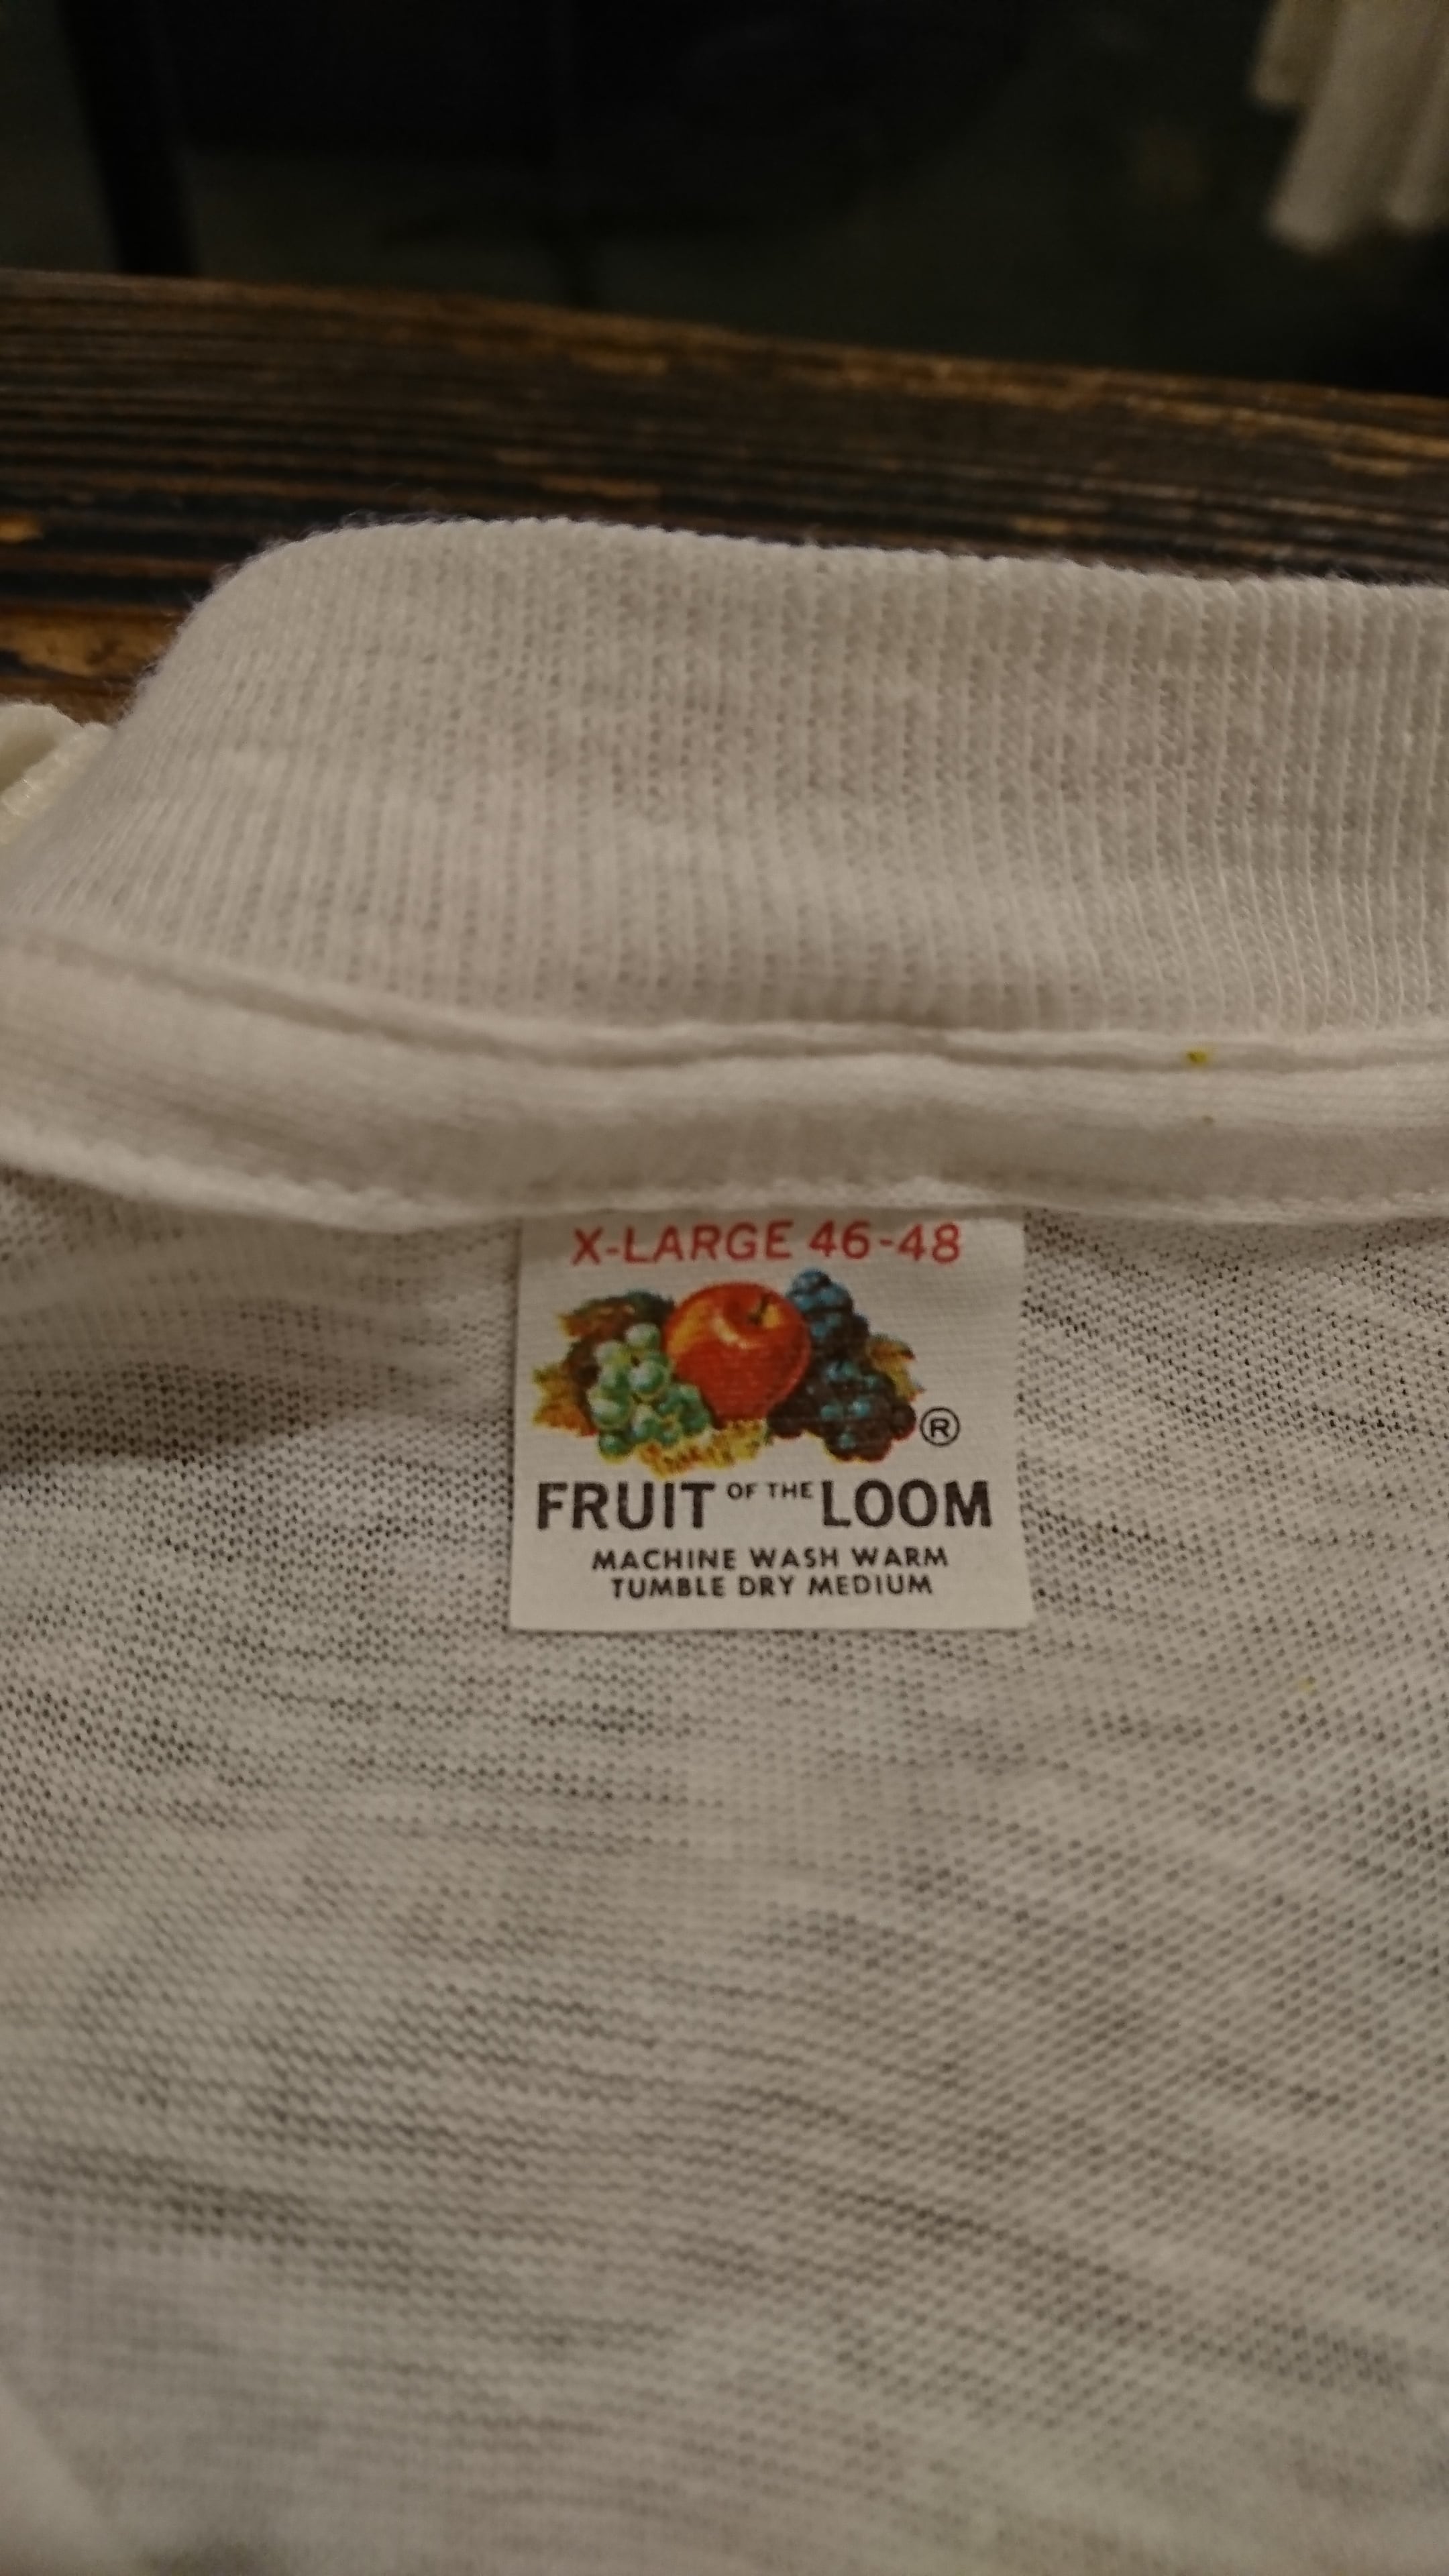 X-LARGE 46-48
®
FRUIT OF THE LOOM
MACHINE WASH WARM
TUMBLE DRY MEDIUM